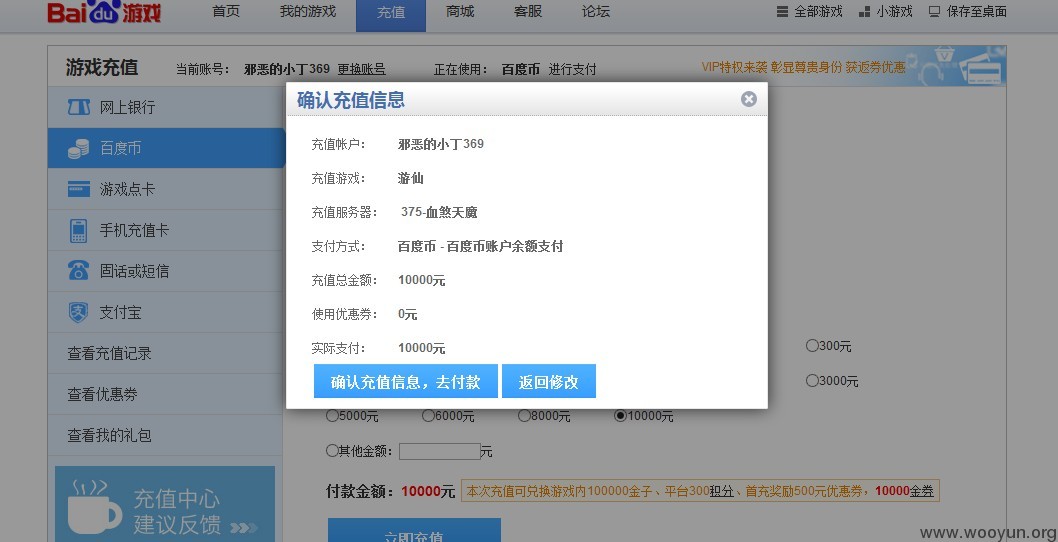 Bai du 游戏 首页 我的游戏 充值 商城 客服 论坛 全部游戏 小游戏 保存至桌面
游戏充值 当前账号： 邪恶的小丁369 更换账号 正在使用： 百度币 进行支付 VIP特权来袭 彰显尊贵身份 获返券优惠
网上银行
百度币
游戏点卡
手机充值卡
固话或短信
支付宝
查看充值记录
查看优惠券
查看我的礼包
充值中心
建议反馈
确认充值信息
充值帐户： 邪恶的小丁369
充值游戏： 游仙
充值服务器： 375-血煞天魔
支付方式： 百度币 - 百度币账户余额支付
充值总金额： 10000元
使用优惠券： 0元
实际支付： 10000元
确认充值信息，去付款 返回修改
300元
3000元
5000元 6000元 8000元 10000元
其他金额： 元
付款金额：10000元 本次充值可兑换游戏内100000金子、平台300积分、首充奖励500元优惠券，10000金券
立即充值
www.wooyun.org